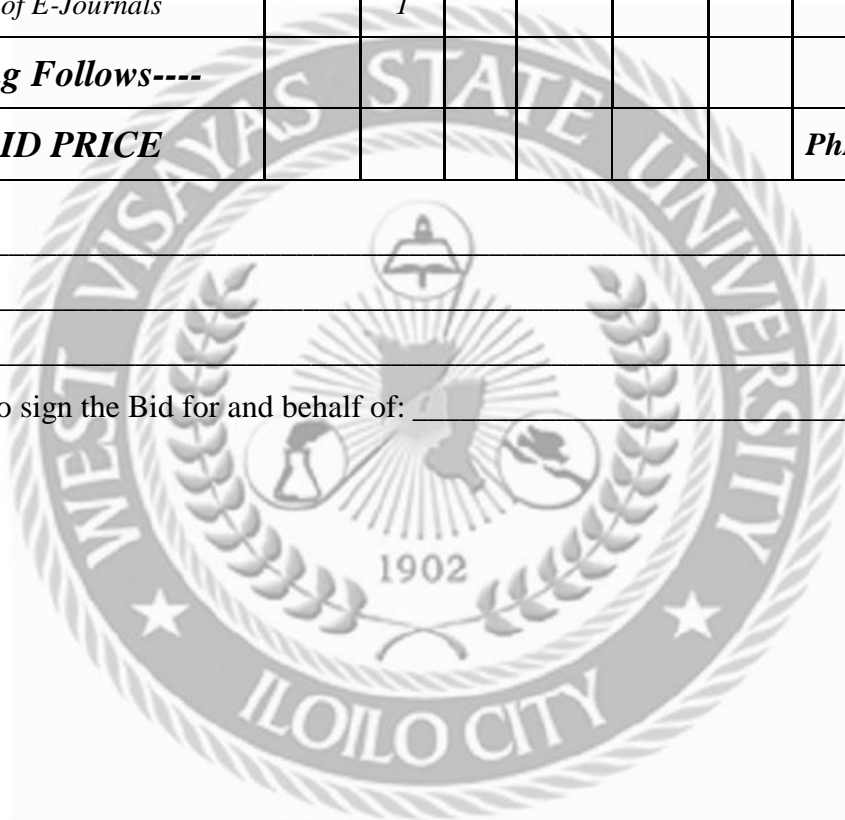 of E-Journals 1
g Follows----
ID PRICE
WEST VISAYAS STATE UNIVERSITY
o sign the Bid for and behalf of: ____________________________
1902
ILOILO CITY